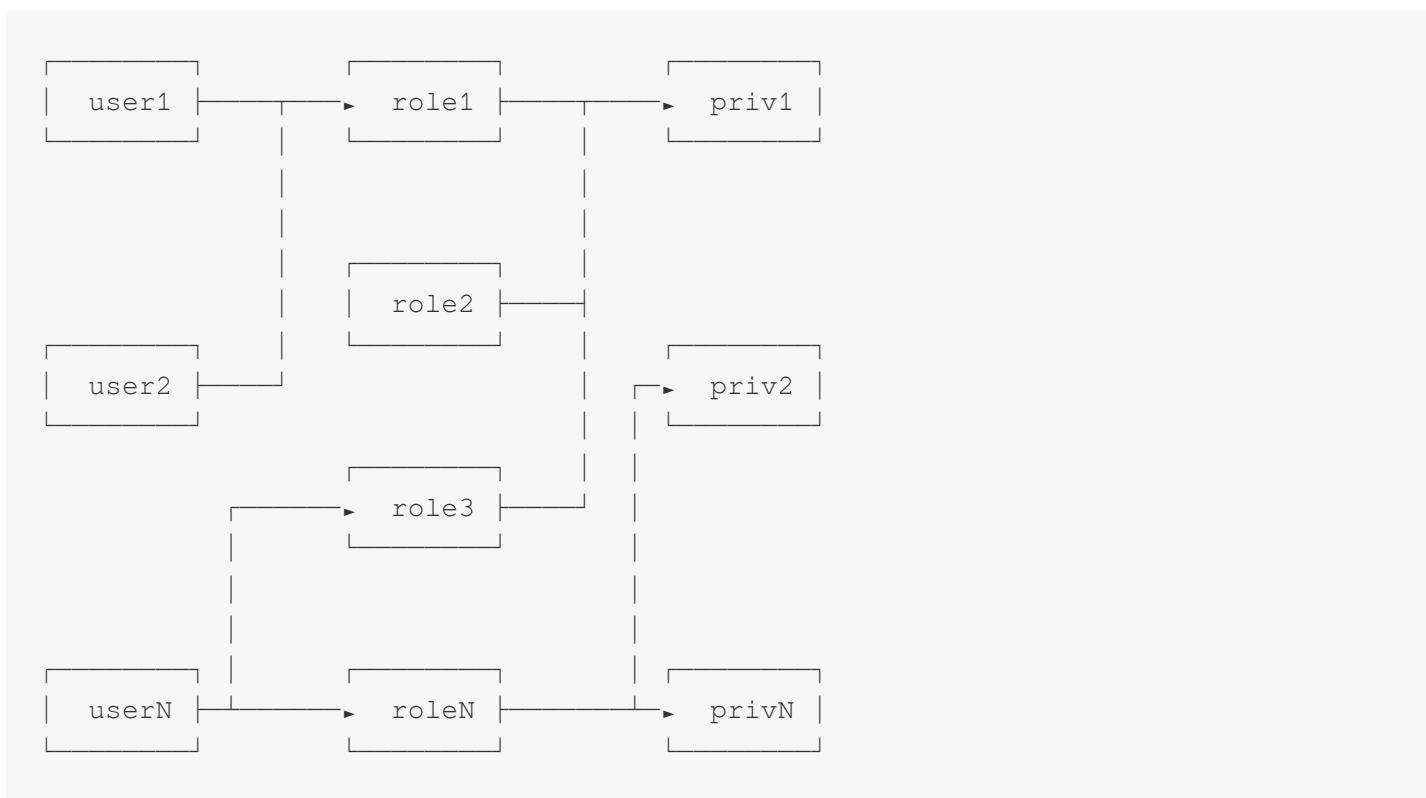 user1 role1 priv1
role2
user2 priv2
role3
userN roleN privN